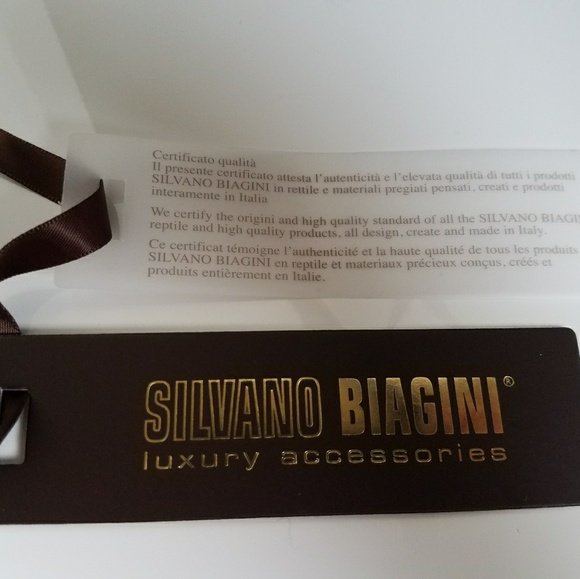 Certificato qualità
Il presente certificato attesta l'autenticità e l'elevata qualità di tutti i prodotti
SILVANO BIAGINI in rettile e materiali pregiati pensati, creati e prodotti
interamente in Italia
We certify the origini and high quality standard of all the SILVANO BIAGI
reptile and high quality products, all design, create and made in Italy.
Ce certificat témoigne l'authenticité et la haute qualité de tous les produits
SILVANO BIAGINI en reptile et materiaux précieux conçus, créés et
produits entièrement en Italie.
SILVANO BIAGINI®
luxury accessories